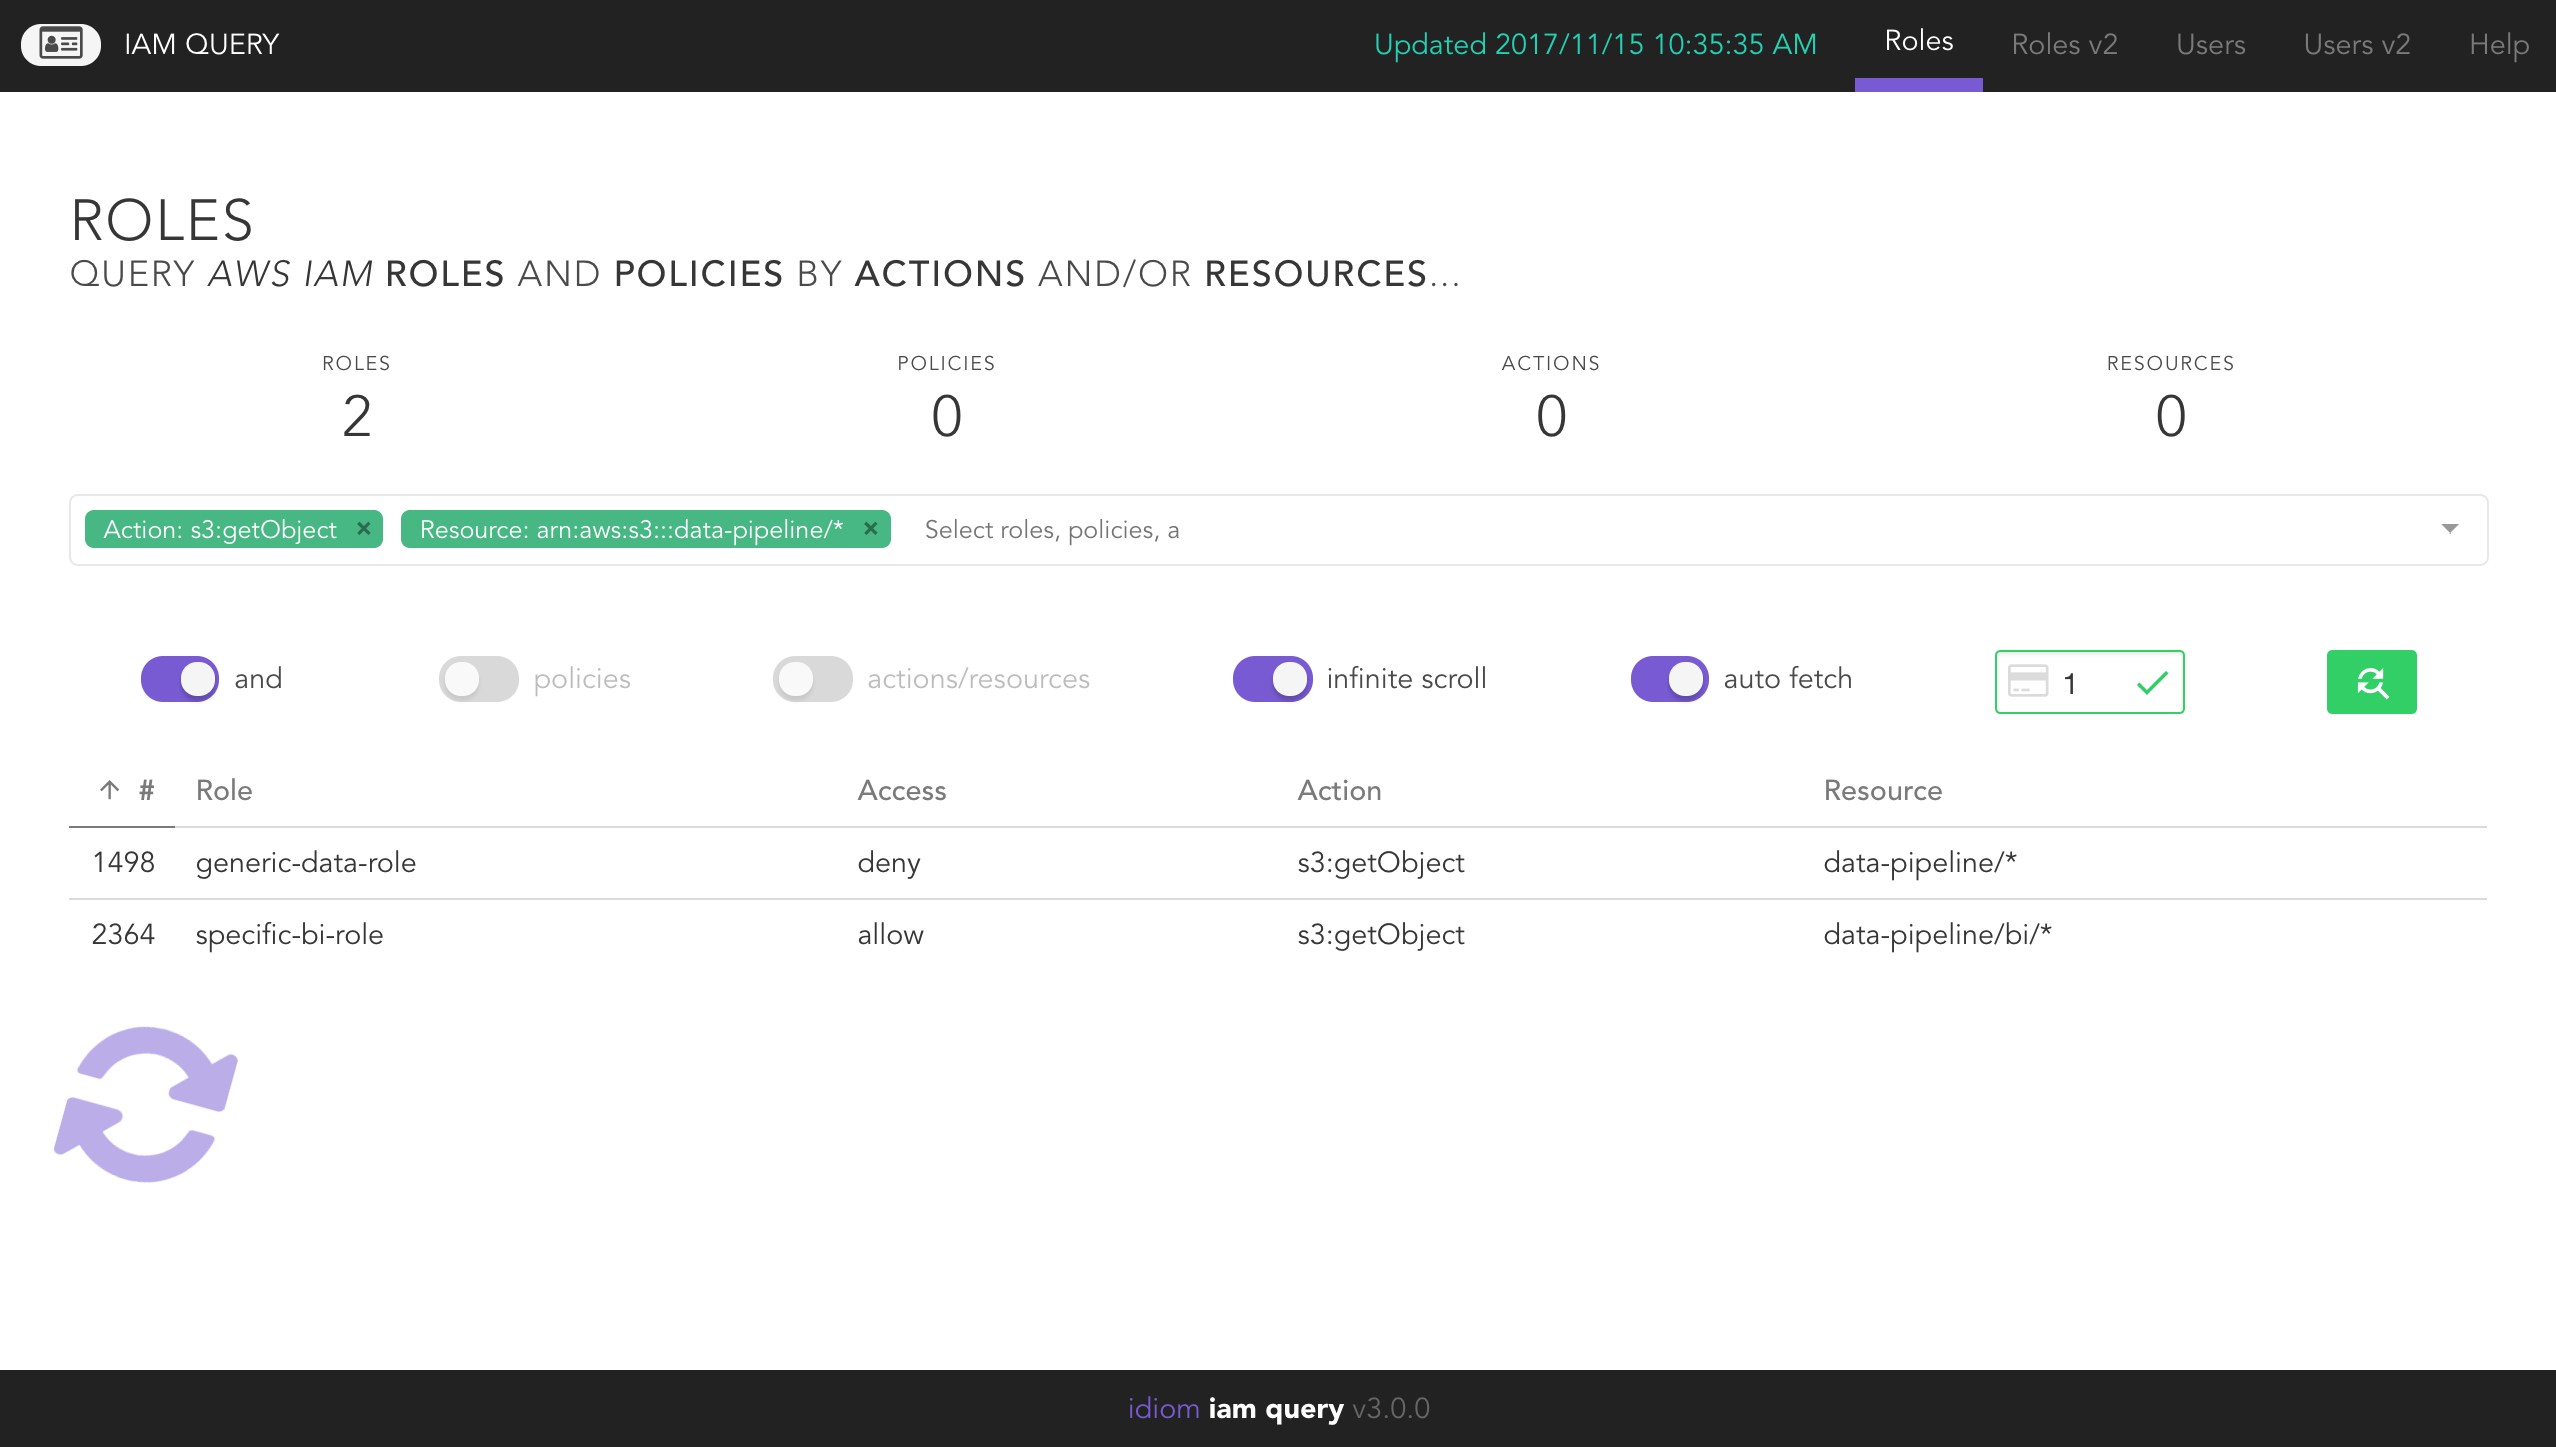 IAM QUERY
Updated 2017/11/15 10:35:35 AM Roles Roles v2 Users Users v2 Help
ROLES
QUERY AWS IAM ROLES AND POLICIES BY ACTIONS AND/OR RESOURCES...
ROLES POLICIES ACTIONS RESOURCES
2 0 0 0
Action: s3:getObject × Resource: arn:aws:s3:::data-pipeline/* × Select roles, policies, a
and policies actions/resources infinite scroll auto fetch 1
↑ # Role Access Action Resource
1498 generic-data-role deny s3:getObject data-pipeline/*
2364 specific-bi-role allow s3:getObject data-pipeline/bi/*
idiom iam query v3.0.0